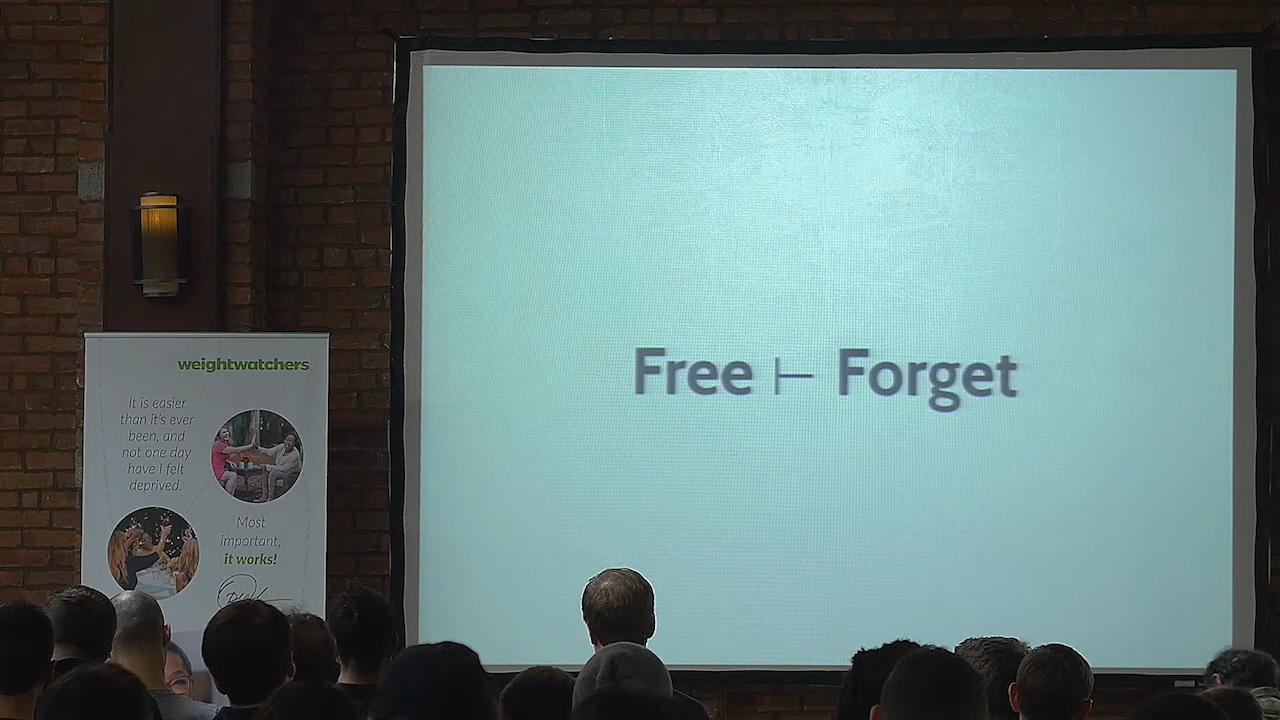 weightwatchers
It is easier
than it's ever
been, and
not one day
have I felt
deprived.
Most
important,
it works!
Free ⊢ Forget